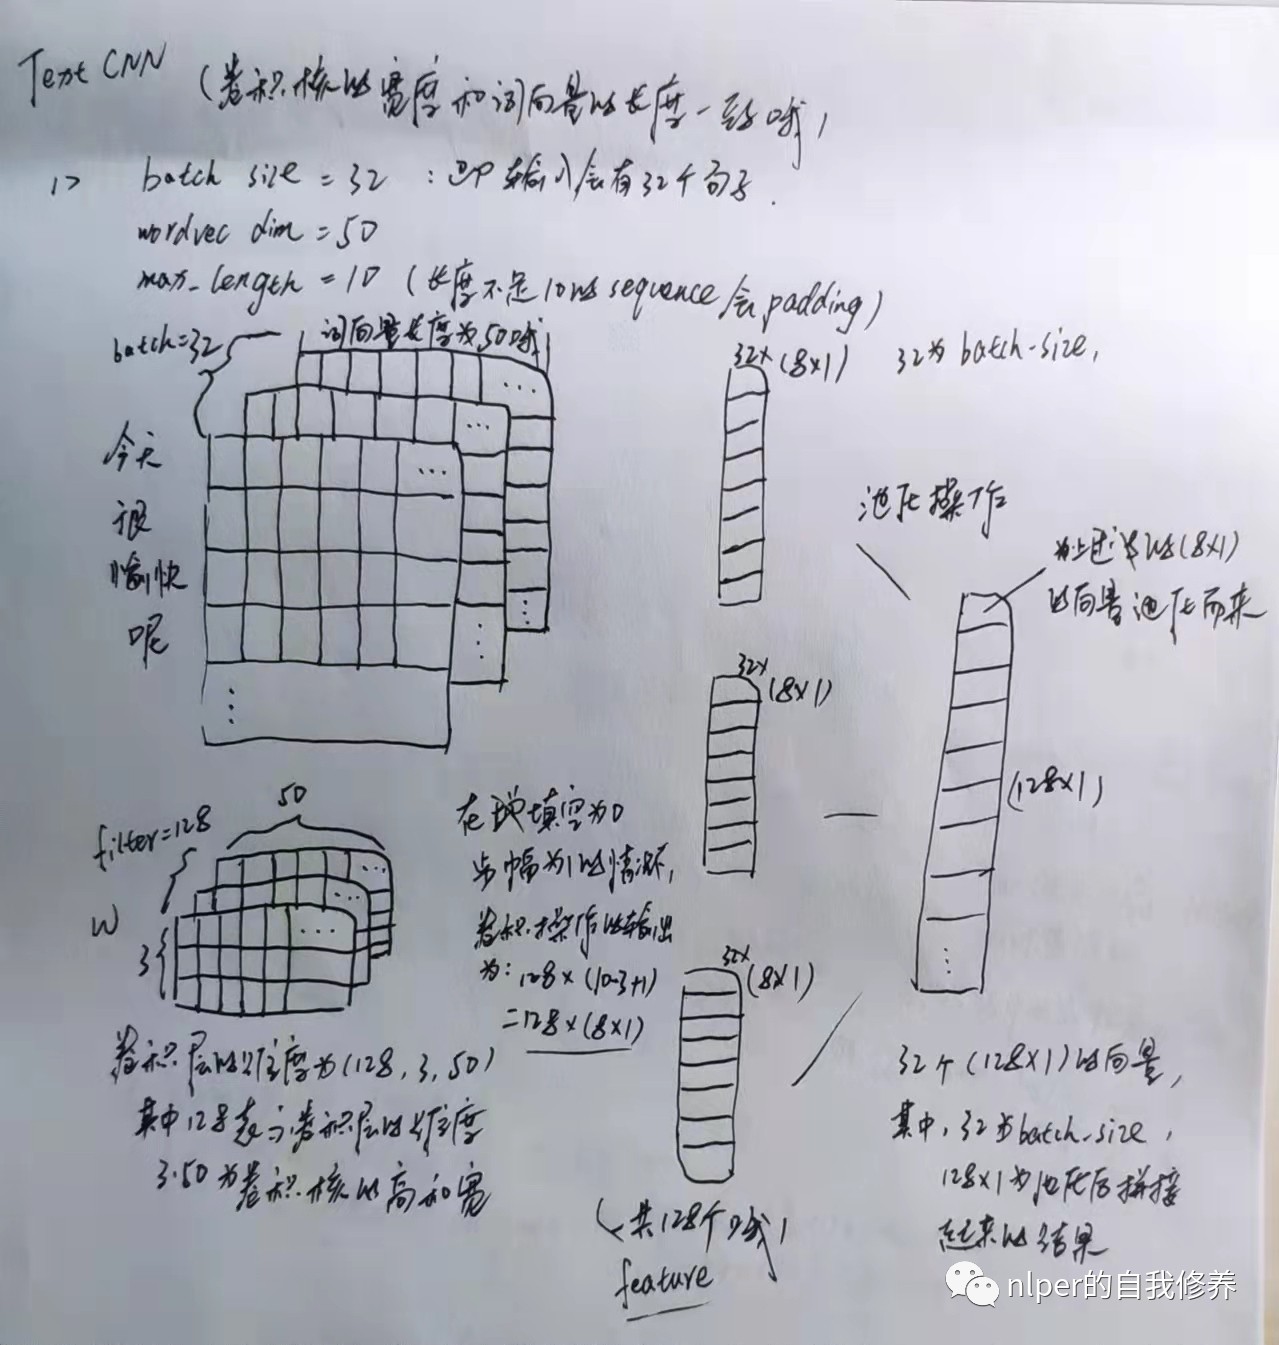 Text CNN (卷积核的宽度和词向量的长度一致哦)
1> batch size = 32 : 即输入会有32个句子.
wordvec dim = 50
max_length = 10 (长度不足10的sequence会padding)
batch=32
词向量长度为50哦
...
...
...
今天
很
愉快
呢
⋮
⋮
⋮
filter=128
50
W
3
...
...
...
卷积层的维度为(128, 3, 50)
其中128表示卷积层的维度
3.50为卷积核的高和宽
在填空为0
步幅为1的情况下,
卷积操作的输出
为: 128×(10-3+1)
=128×(8×1)
32×(8×1)
32为batch-size,
32×(8×1)
32×(8×1)
(共128个哦)
feature
池化操作
为上述的(8×1)
的向量池化而来
(128×1)
⋮
32个(128×1)的向量,
其中, 32为batch-size,
128×1为池化后拼接
起来的结果
nlper的自我修养